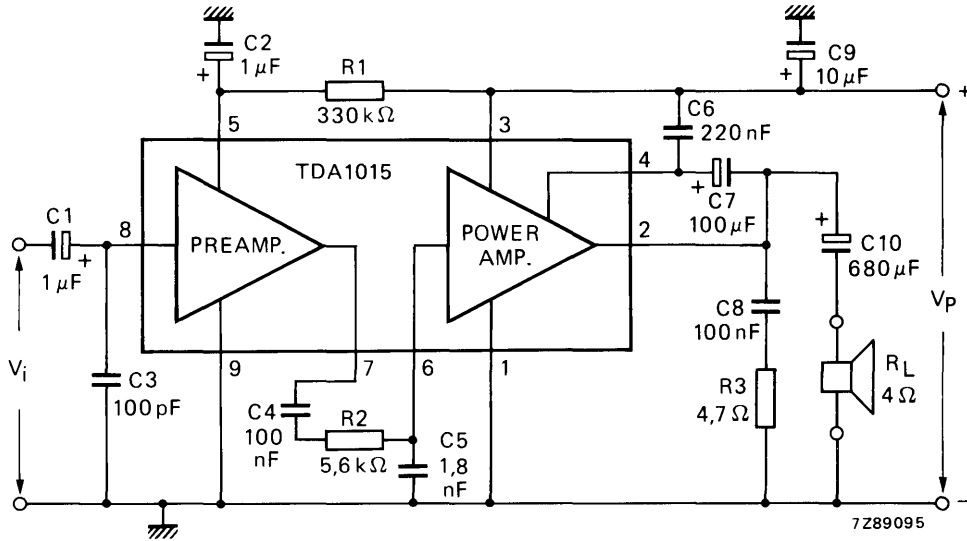 C2
1 μF
+
R1
330 kΩ
C9
10 μF
+
+
5
3
C6
220 nF
TDA1015
4
+
C7
100 μF
C1
+
1 μF
8
PREAMP.
POWER
AMP.
2
+
C10
680 μF
C8
100 nF
Vi
VP
C3
100 pF
9
7
6
1
C4
100
nF
R2
5,6 kΩ
C5
1,8
nF
R3
4,7 Ω
RL
4 Ω
−
7Z89095